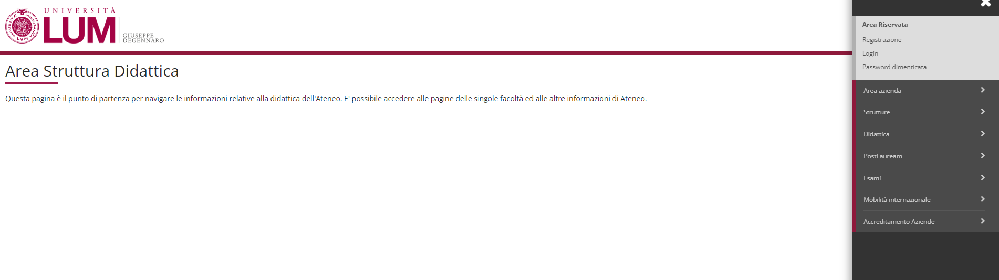 UNIVERSITÀ
LUM
GIUSEPPE
DEGENNARO
Area Struttura Didattica
Questa pagina è il punto di partenza per navigare le informazioni relative alla didattica dell'Ateneo. E' possibile accedere alle pagine delle singole facoltà ed alle altre informazioni di Ateneo.
Area Riservata
Registrazione
Login
Password dimenticata
Area azienda
Strutture
Didattica
PostLauream
Esami
Mobilità internazionale
Accreditamento Aziende